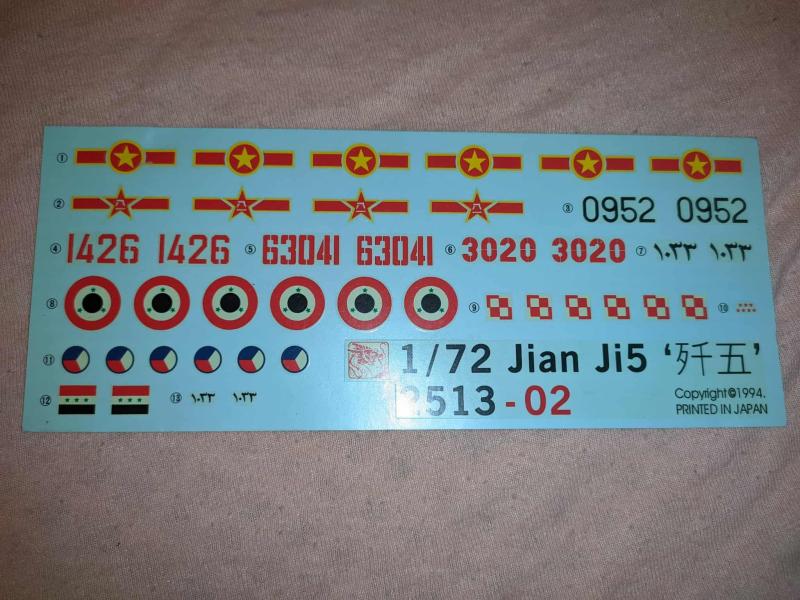 ①
② ③ 0952 0952
④ 1426 1426 ⑤ 63041 63041 ⑥ 3020 3020 ⑦ ١٠٣٣ ١٠٣٣
⑧ ⑨ ⑩
⑪ 1/72 Jian Ji5 ‘歼五’
⑫ ⑬ ١٠٣٣ ١٠٣٣ 2513-02
Copyright©1994.
PRINTED IN JAPAN